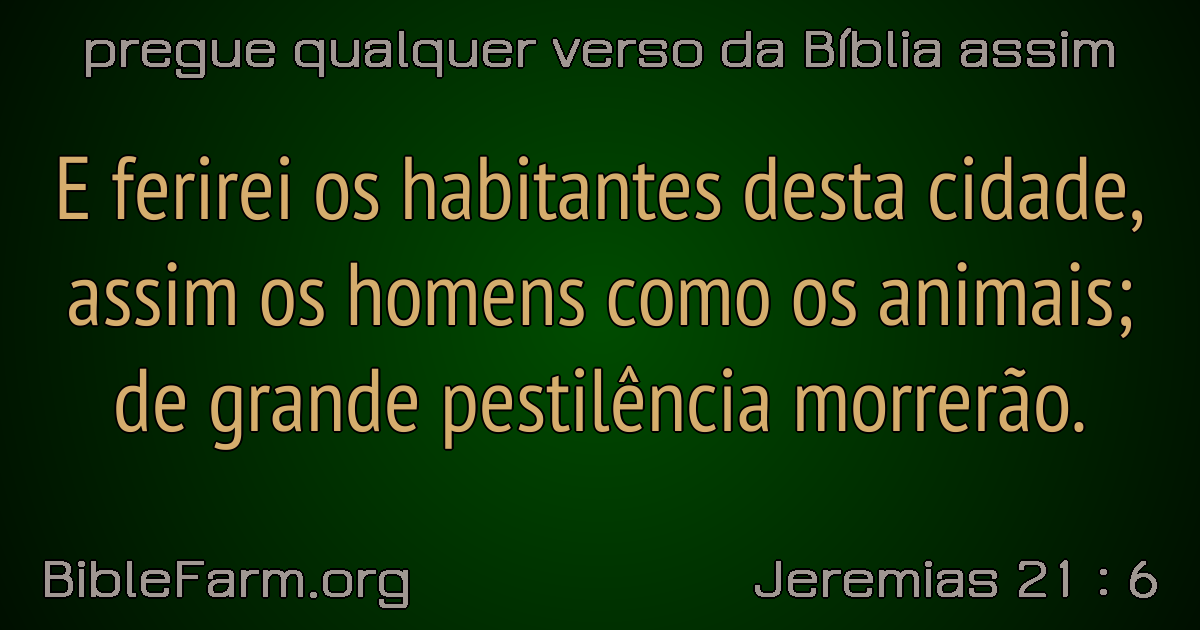 pregue qualquer verso da Bíblia assim
E ferirei os habitantes desta cidade,
assim os homens como os animais;
de grande pestilência morrerão.
BibleFarm.org
Jeremias 21 : 6